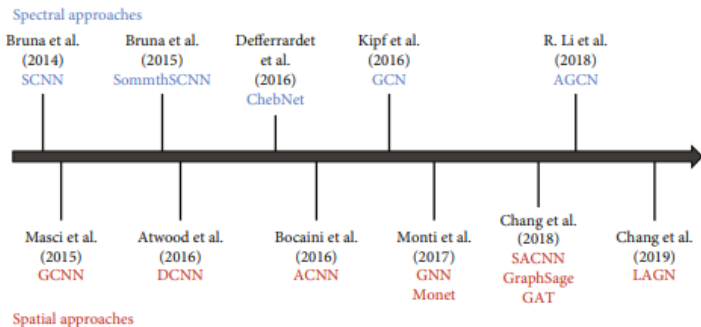 Spectral approaches
Bruna et al.
(2014)
SCNN
Bruna et al.
(2015)
SommthSCNN
Defferrardet
et al.
(2016)
ChebNet
Kipf et al.
(2016)
GCN
R. Li et al.
(2018)
AGCN
Masci et al.
(2015)
GCNN
Atwood et al.
(2016)
DCNN
Bocaini et al.
(2016)
ACNN
Monti et al.
(2017)
GNN
Monet
Chang et al.
(2018)
SACNN
GraphSage
GAT
Chang et al.
(2019)
LAGN
Spatial approaches